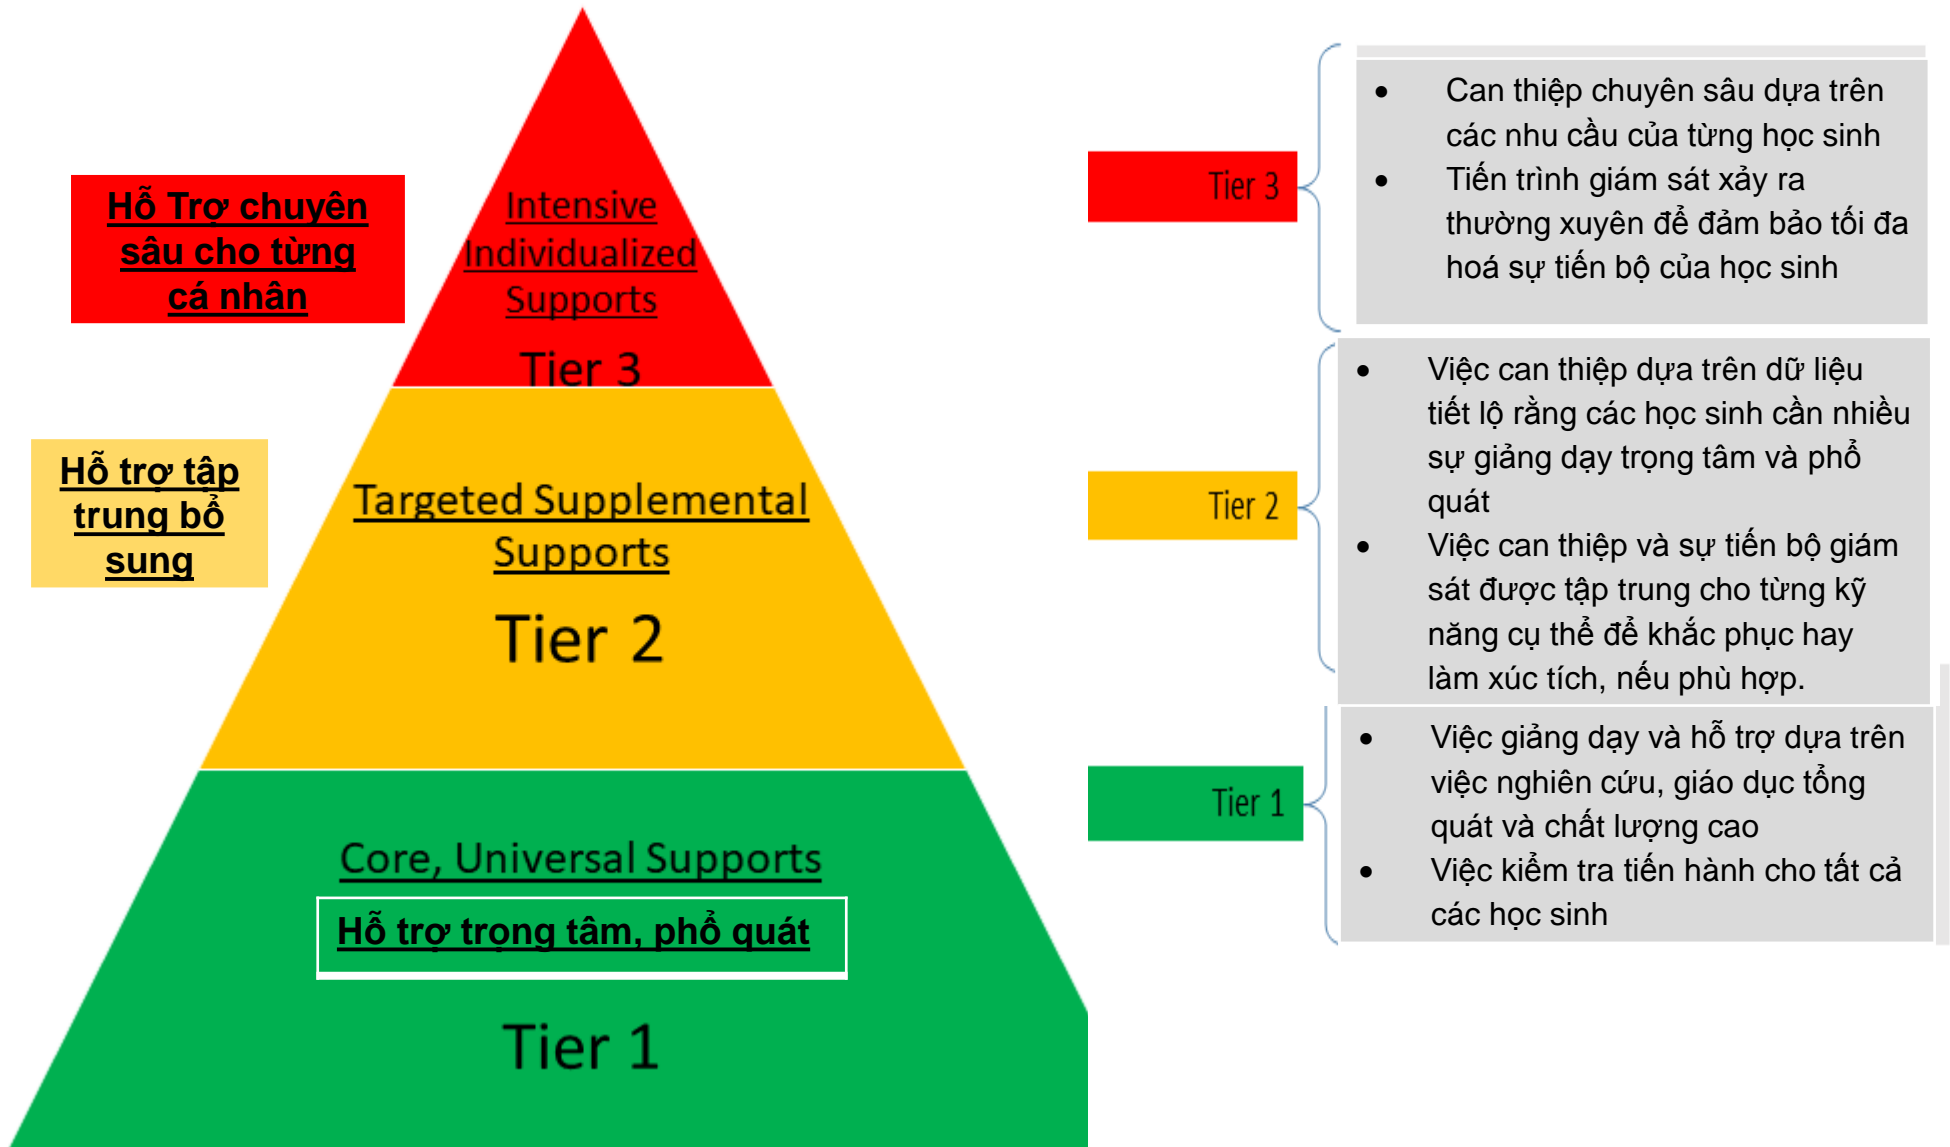 Hỗ Trợ chuyên
sâu cho từng
cá nhân
Intensive
Individualized
Supports
Tier 3
Hỗ trợ tập
trung bổ
sung
Targeted Supplemental
Supports
Tier 2
Core, Universal Supports
Hỗ trợ trọng tâm, phổ quát
Tier 1
Tier 3
• Can thiệp chuyên sâu dựa trên
các nhu cầu của từng học sinh
• Tiến trình giám sát xảy ra
thường xuyên để đảm bảo tối đa
hoá sự tiến bộ của học sinh
Tier 2
• Việc can thiệp dựa trên dữ liệu
tiết lộ rằng các học sinh cần nhiều
sự giảng dạy trọng tâm và phổ
quát
• Việc can thiệp và sự tiến bộ giám
sát được tập trung cho từng kỹ
năng cụ thể để khắc phục hay
làm xúc tích, nếu phù hợp.
Tier 1
• Việc giảng dạy và hỗ trợ dựa trên
việc nghiên cứu, giáo dục tổng
quát và chất lượng cao
• Việc kiểm tra tiến hành cho tất cả
các học sinh